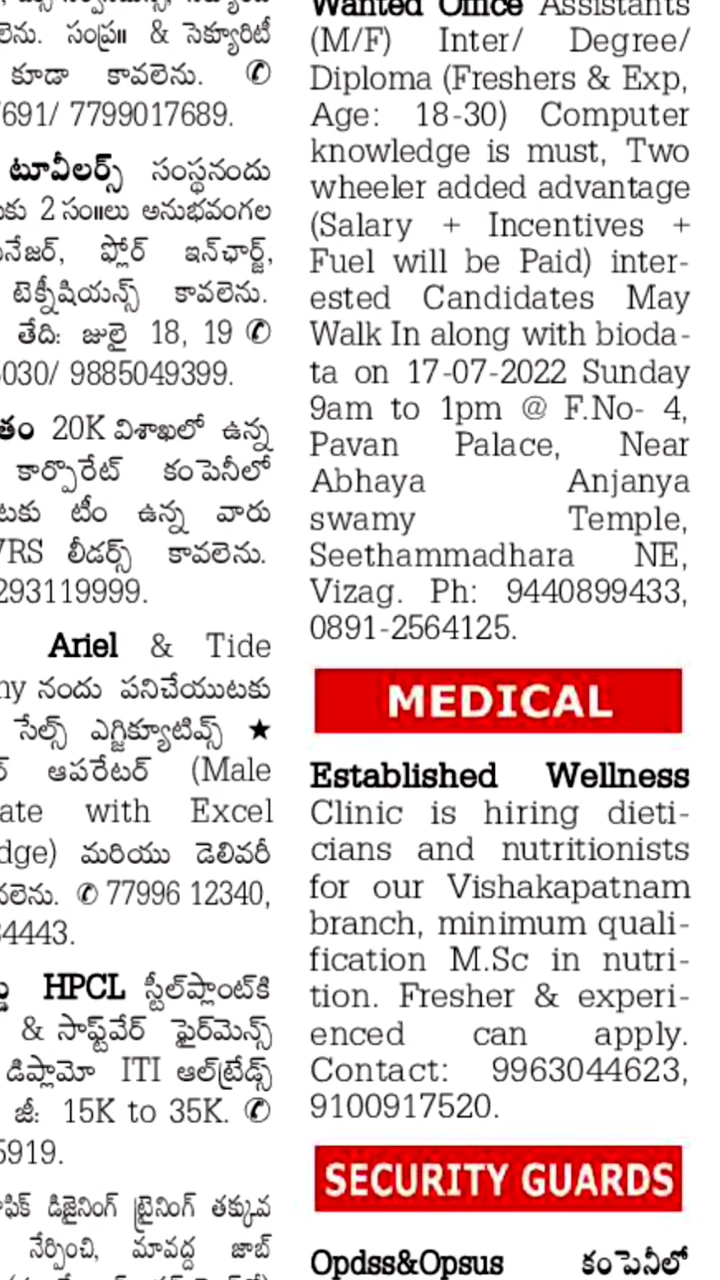 లెను. సంప్ర॥ & సెక్యూరిటీ
కూడా కావలెను. ✆
691/ 7799017689.
టూవీలర్స్ సంస్థనందు
కు 2 సం॥లు అనుభవంగల
నేజర్, ఫ్లోర్ ఇన్‌ఛార్జ్,
టెక్నీషియన్స్ కావలెను.
తేది: జులై 18, 19 ✆
030/ 9885049399.
తం 20K విశాఖలో ఉన్న
కార్పొరేట్ కంపెనీలో
టకు టీం ఉన్న వారు
VRS లీడర్స్ కావలెను.
293119999.
Ariel & Tide
ny నందు పనిచేయుటకు
సేల్స్ ఎగ్జిక్యూటివ్స్ ★
ర్ ఆపరేటర్ (Male
ate with Excel
dge) మరియు డెలివరీ
వలెను. ✆ 77996 12340,
4443.
HPCL స్టీల్‌ప్లాంట్‌కి
& సాఫ్ట్‌వేర్ ఫైర్‌మెన్స్
డిప్లొమో ITI ఆల్‌ట్రేడ్స్
జీ: 15K to 35K. ✆
5919.
ఫిక్ డిజైనింగ్ ట్రైనింగ్ తక్కువ
నేర్పించి, మావద్ద జాబ్
Wanted Office Assistants
(M/F) Inter/ Degree/
Diploma (Freshers & Exp,
Age: 18-30) Computer
knowledge is must, Two
wheeler added advantage
(Salary + Incentives +
Fuel will be Paid) inter-
ested Candidates May
Walk In along with bioda-
ta on 17-07-2022 Sunday
9am to 1pm @ F.No- 4,
Pavan Palace, Near
Abhaya Anjanya
swamy Temple,
Seethammadhara NE,
Vizag. Ph: 9440899433,
0891-2564125.
MEDICAL
Established Wellness
Clinic is hiring dieti-
cians and nutritionists
for our Vishakapatnam
branch, minimum quali-
fication M.Sc in nutri-
tion. Fresher & experi-
enced can apply.
Contact: 9963044623,
9100917520.
SECURITY GUARDS
Opdss&Opsus కంపెనీలో